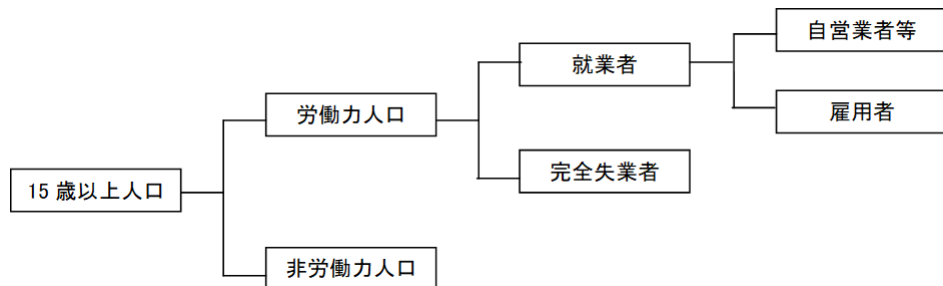 自営業者等
就業者
雇用者
労働力人口
完全失業者
15 歳以上人口
非労働力人口